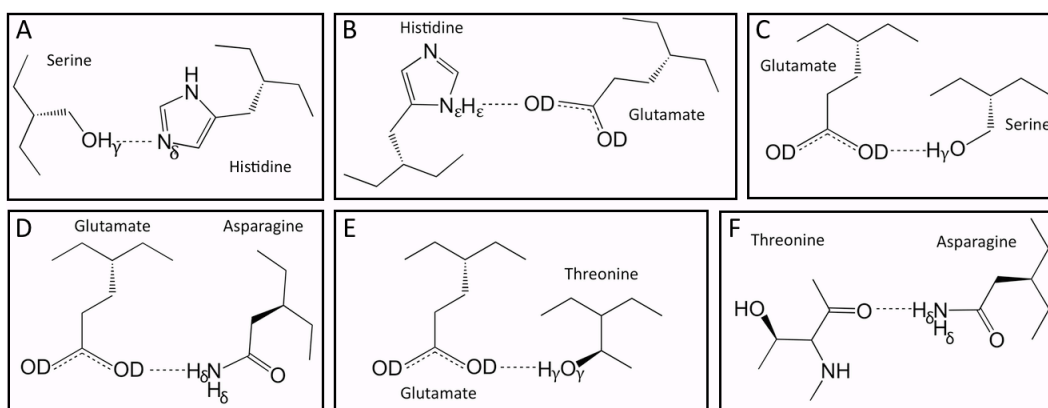 A
Serine
OHγ
H
N
Nδ
Histidine
B
Histidine
N
NεHε
OD
OD
Glutamate
C
Glutamate
OD
OD
HγO
Serine
D
Glutamate
Asparagine
OD
OD
HδN
Hδ
O
E
Threonine
OD
OD
HγOγ
Glutamate
F
Threonine
Asparagine
HO
O
HδN
Hδ
O
NH